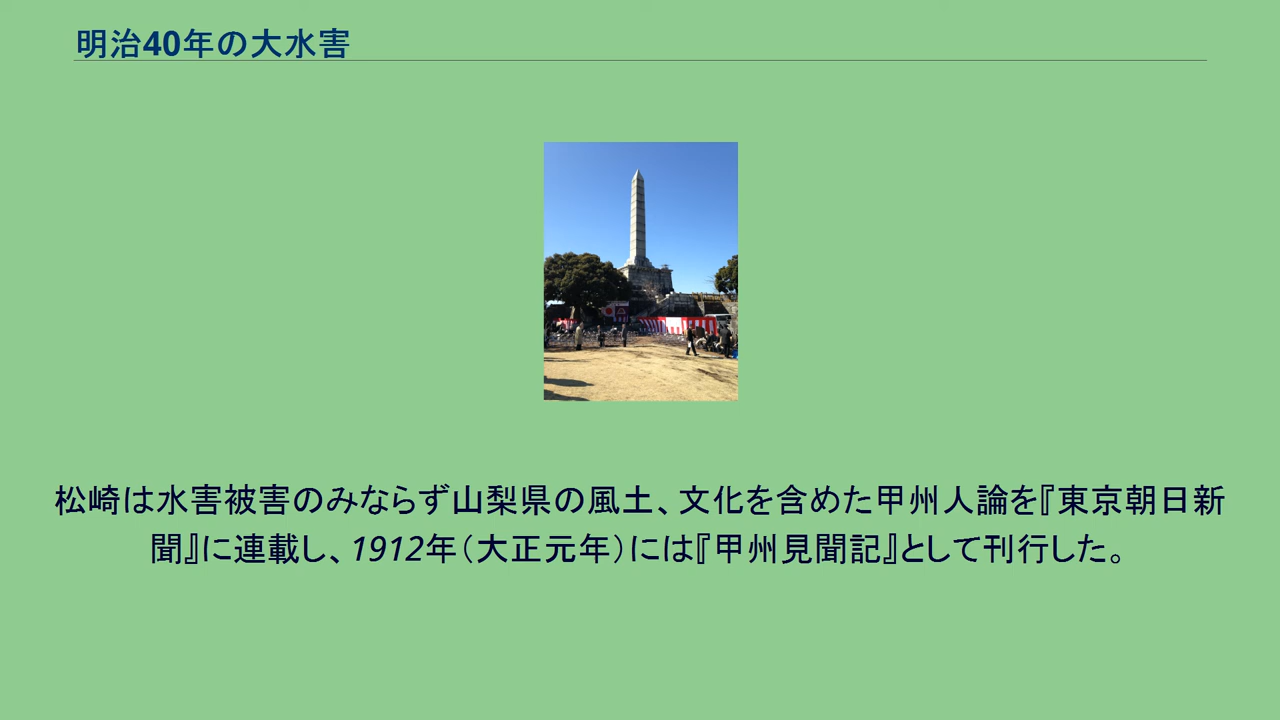 明治40年の大水害
松崎は水害被害のみならず山梨県の風土、文化を含めた甲州人論を『東京朝日新
聞』に連載し、1912年（大正元年）には『甲州見聞記』として刊行した。